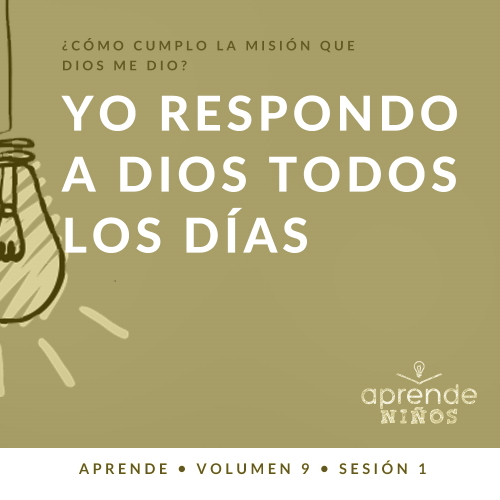 ¿CÓMO CUMPLO LA MISIÓN QUE
DIOS ME DIO?
YO RESPONDO
A DIOS TODOS
LOS DÍAS
aprende
NIÑOS
APRENDE • VOLUMEN 9 • SESIÓN 1